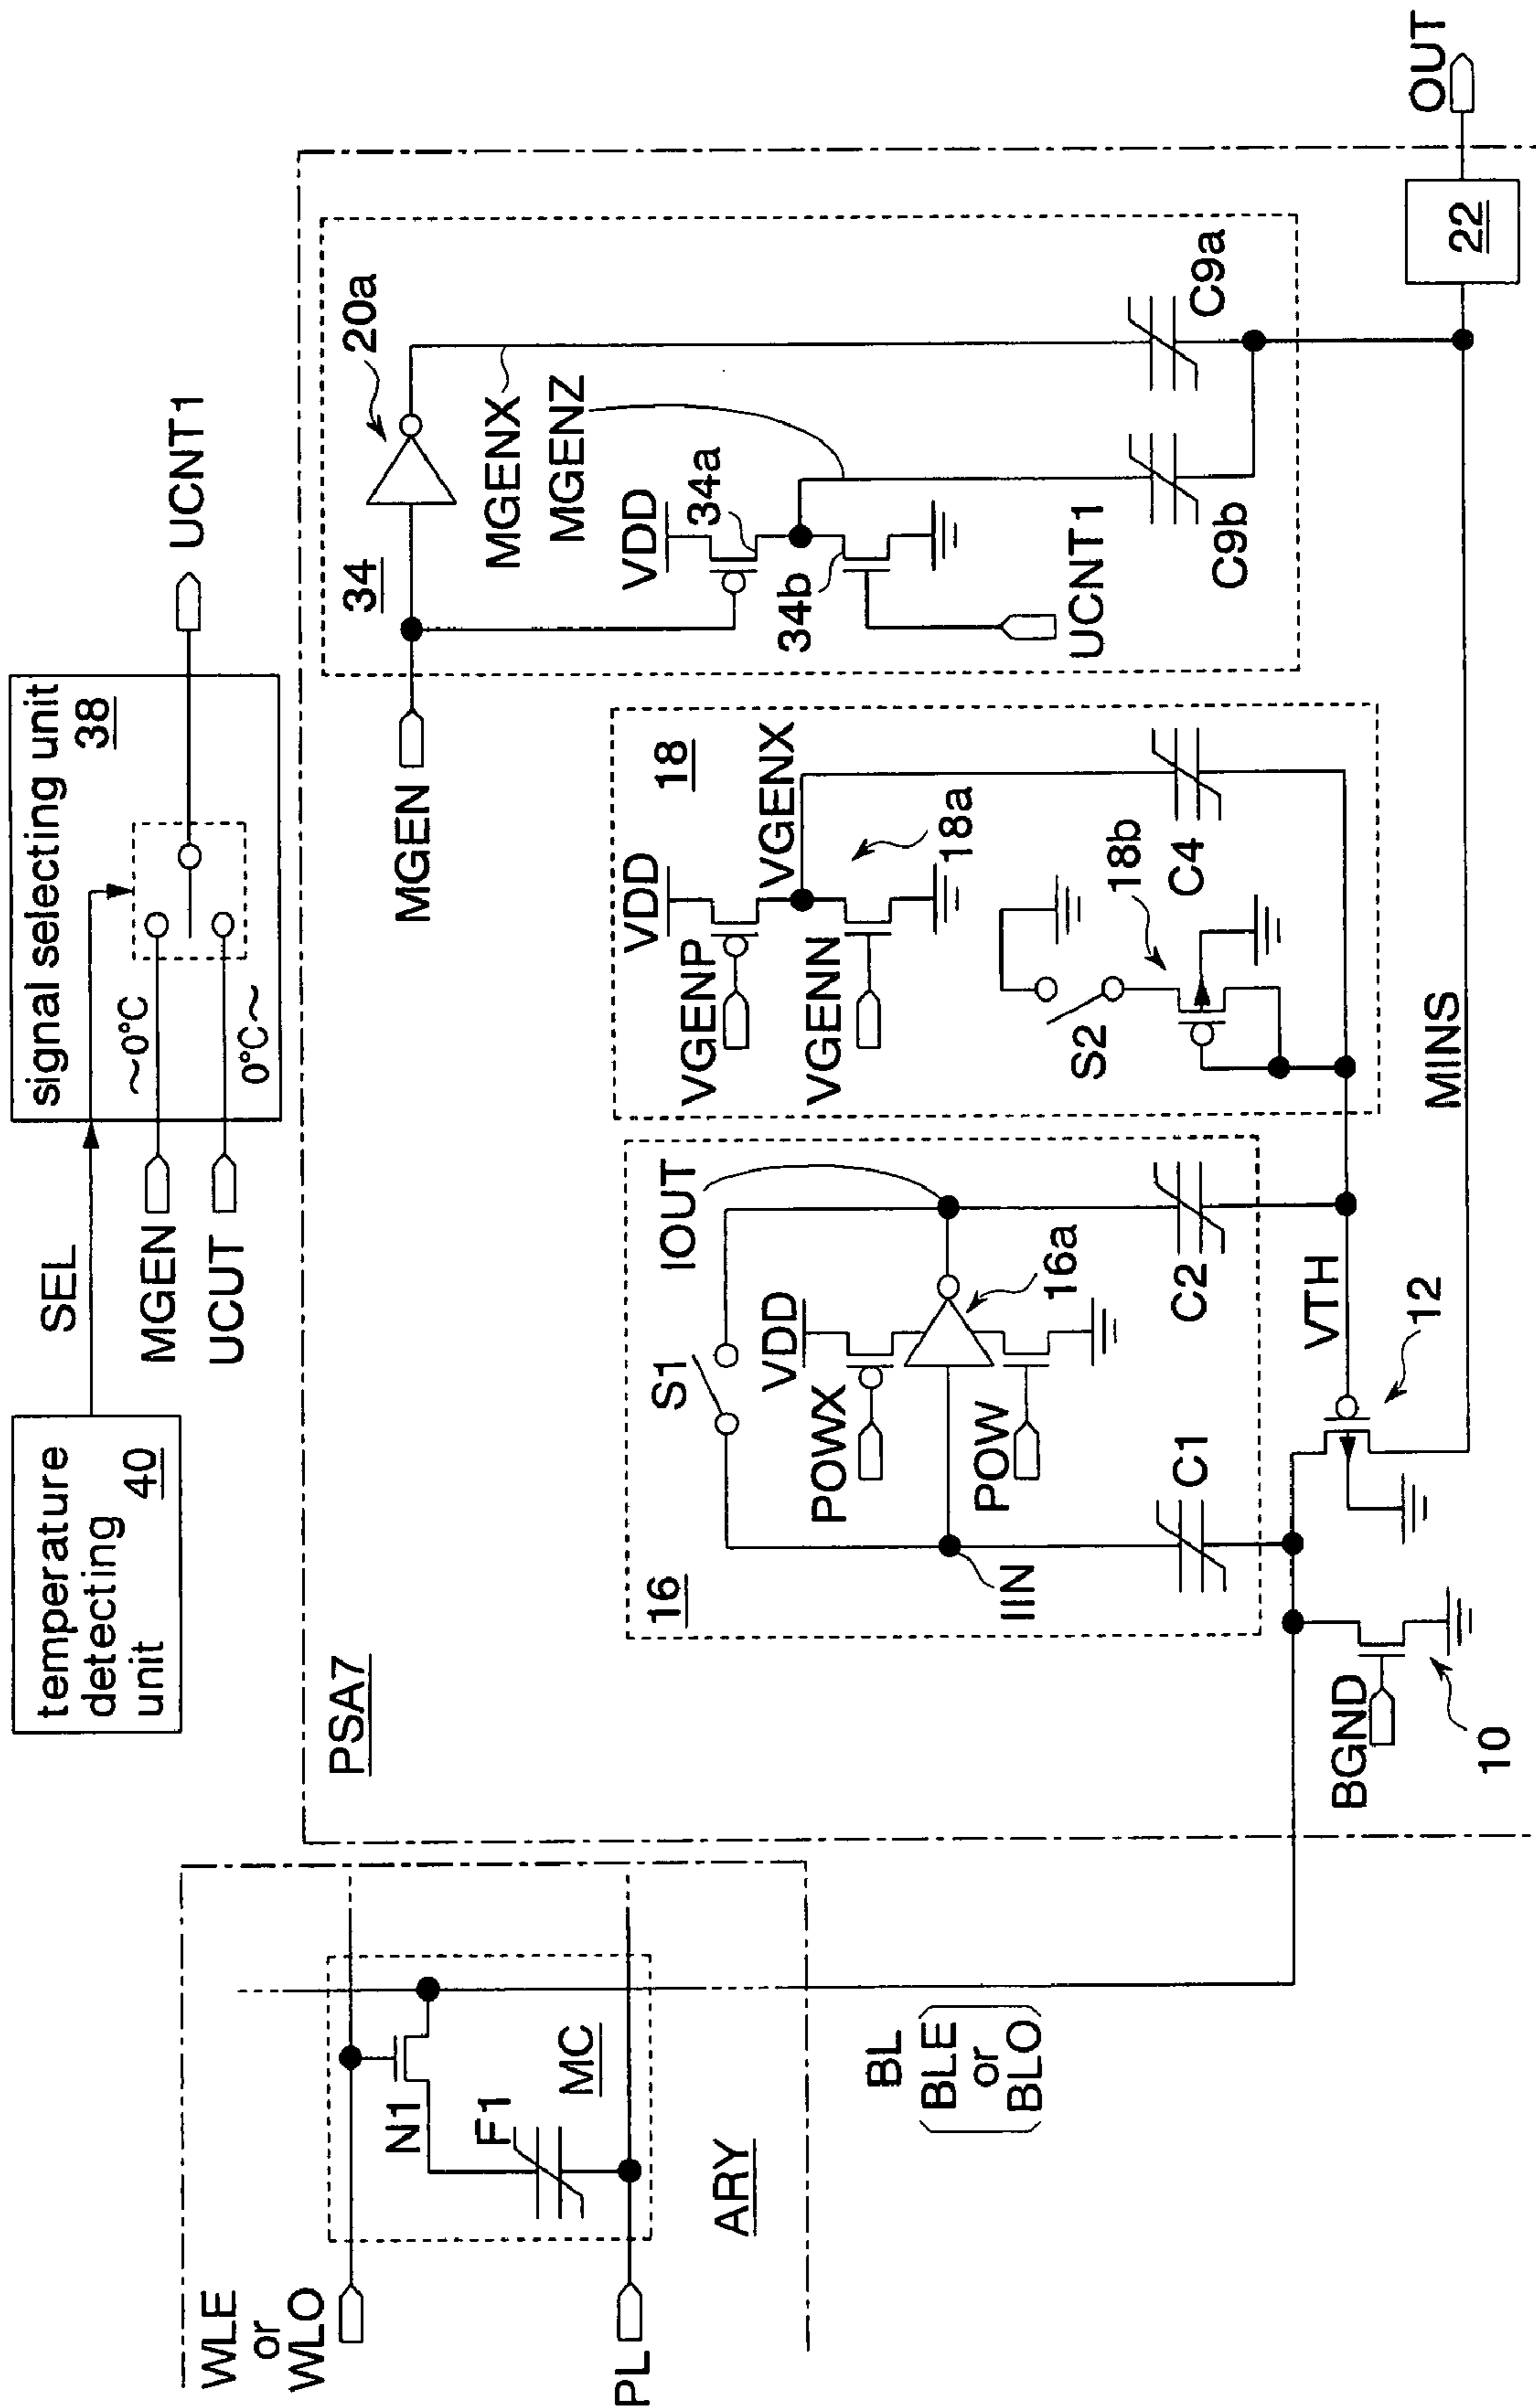 temperature
detecting
unit
40
SEL
signal selecting unit
38
MGEN
UCUT
~0°C
0°C~
UCNT1
WLE
or
WLO
PL
N1
F1
MC
ARY
BL
BLE
or
BLO
PSA7
16
S1
IOUT
VDD
POWX
POW
16a
IIN
C1
C2
BGND
10
12
VTH
MINS
18
VDD
VGENP
VGENN
VGENX
18a
S2
18b
C4
MGEN
34
20a
MGENX
MGENZ
VDD
34a
34b
UCNT1
C9b
C9a
22
OUT